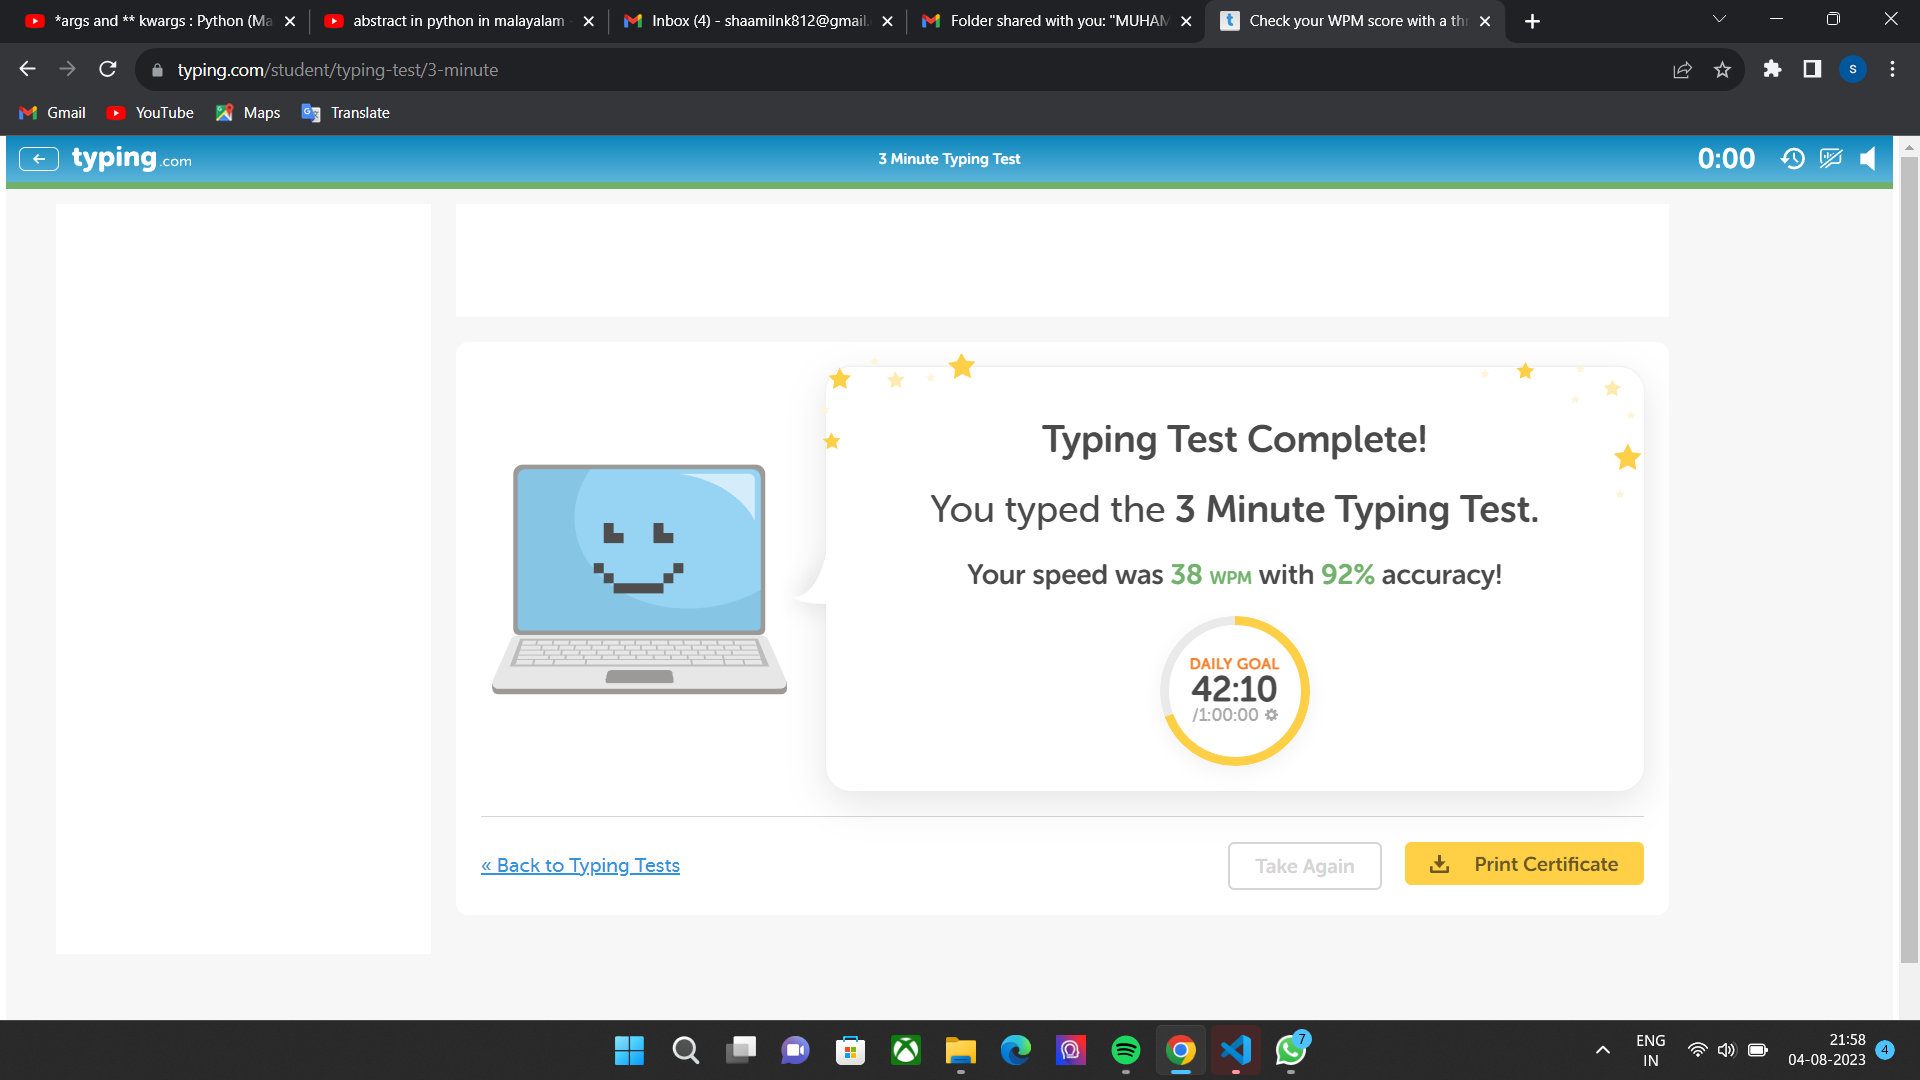 *args and ** kwargs : Python (Ma
abstract in python in malayalam
Inbox (4) - shaamilnk812@gmail.
Folder shared with you: "MUHAM
Check your WPM score with a thr
typing.com/student/typing-test/3-minute
S
Gmail
YouTube
Maps
Translate
typing.com
3 Minute Typing Test
0:00
Typing Test Complete!
You typed the 3 Minute Typing Test.
Your speed was 38 WPM with 92% accuracy!
DAILY GOAL
42:10
/1:00:00
« Back to Typing Tests
Take Again
Print Certificate
7
ENG
IN
21:58
04-08-2023
4